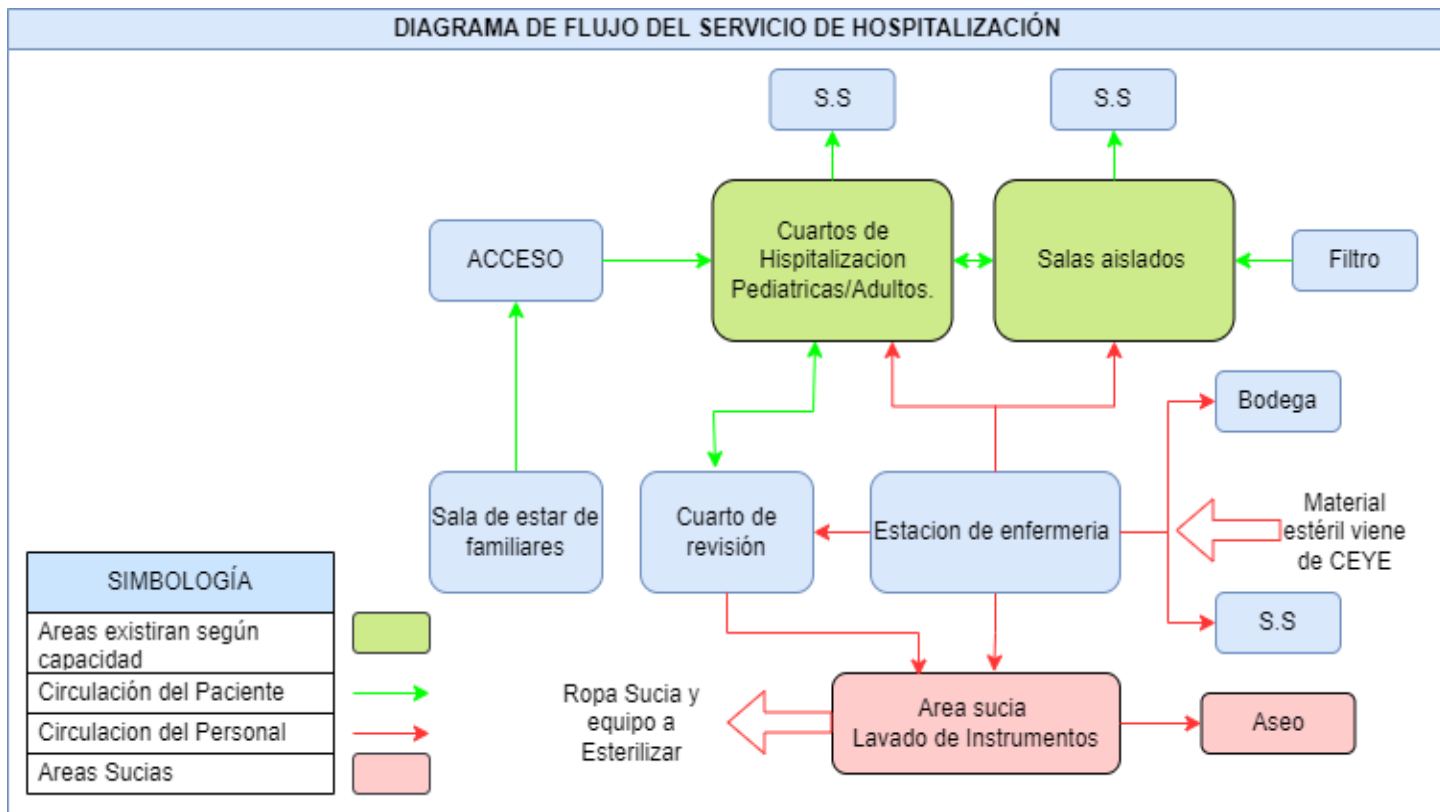 DIAGRAMA DE FLUJO DEL SERVICIO DE HOSPITALIZACIÓN
S.S
S.S
ACCESO
Cuartos de
Hispitalizacion
Pediatricas/Adultos.
Salas aislados
Filtro
Bodega
Sala de estar de
familiares
Cuarto de
revisión
Estacion de enfermeria
Material
estéril viene
de CEYE
S.S
SIMBOLOGÍA
Areas existiran según
capacidad
Circulación del Paciente
Circulacion del Personal
Areas Sucias
Ropa Sucia y
equipo a
Esterilizar
Area sucia
Lavado de Instrumentos
Aseo